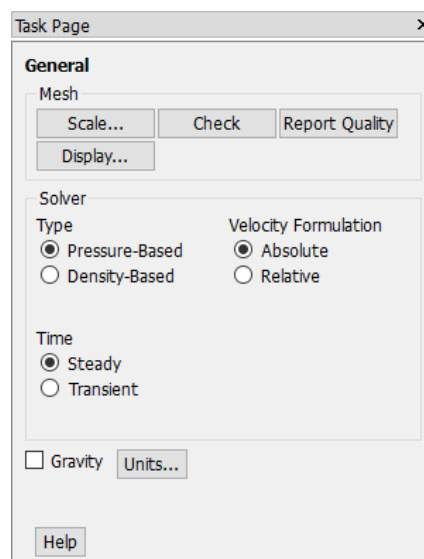 Task Page
General
Mesh
Scale... Check Report Quality
Display...
Solver
Type Velocity Formulation
Pressure-Based Absolute
Density-Based Relative
Time
Steady
Transient
Gravity Units...
Help